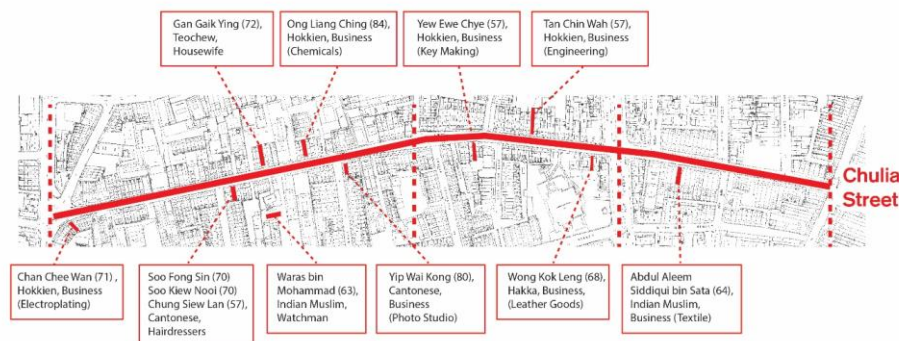 Gan Gaik Ying (72),
Teochew,
Housewife
Ong Liang Ching (84),
Hokkien, Business
(Chemicals)
Yew Ewe Chye (57),
Hokkien, Business
(Key Making)
Tan Chin Wah (57),
Hokkien, Business
(Engineering)
Chulia
Street
Chan Chee Wan (71) ,
Hokkien, Business
(Electroplating)
Soo Fong Sin (70)
Soo Kiew Nooi (70)
Chung Siew Lan (57),
Cantonese,
Hairdressers
Waras bin
Mohammad (63),
Indian Muslim,
Watchman
Yip Wai Kong (80),
Cantonese,
Business
(Photo Studio)
Wong Kok Leng (68),
Hakka, Business,
(Leather Goods)
Abdul Aleem
Siddiqui bin Sata (64),
Indian Muslim,
Business (Textile)